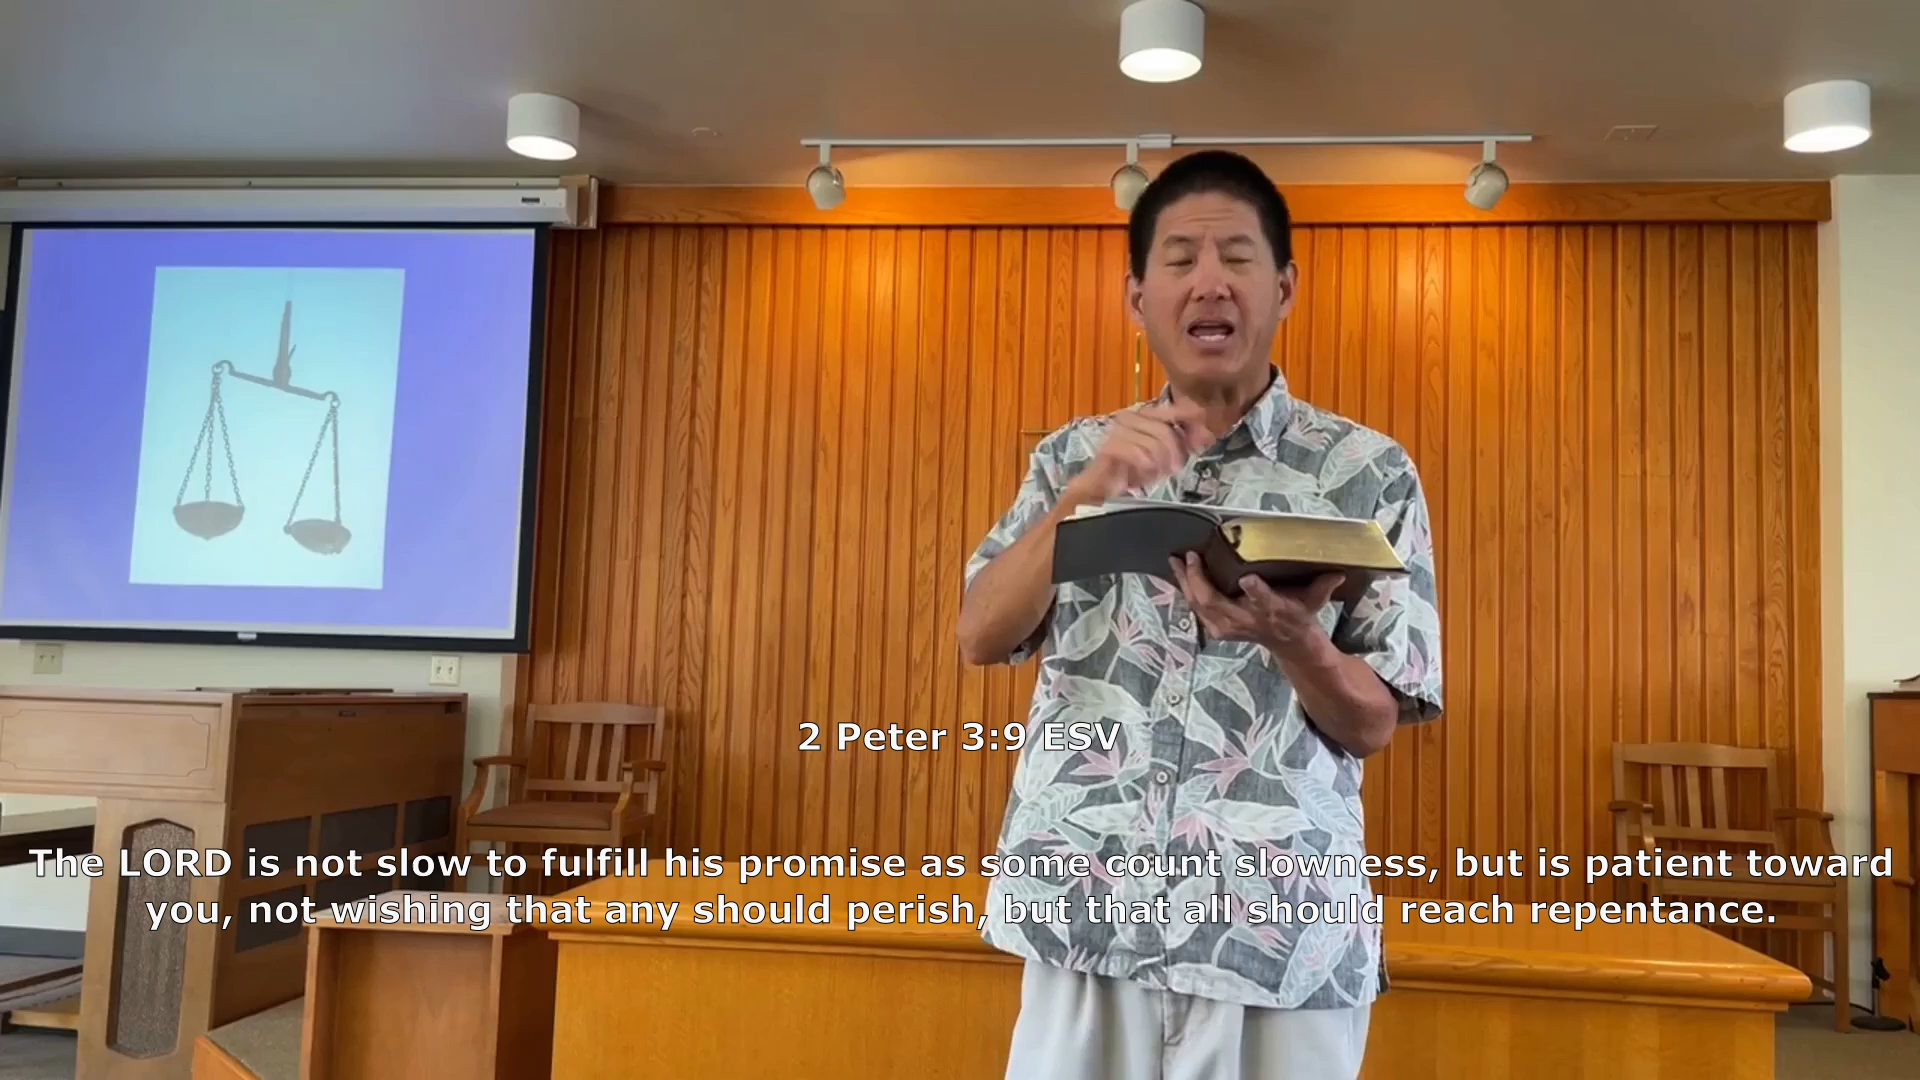 2 Peter 3:9 ESV
The LORD is not slow to fulfill his promise as some count slowness, but is patient toward
you, not wishing that any should perish, but that all should reach repentance.